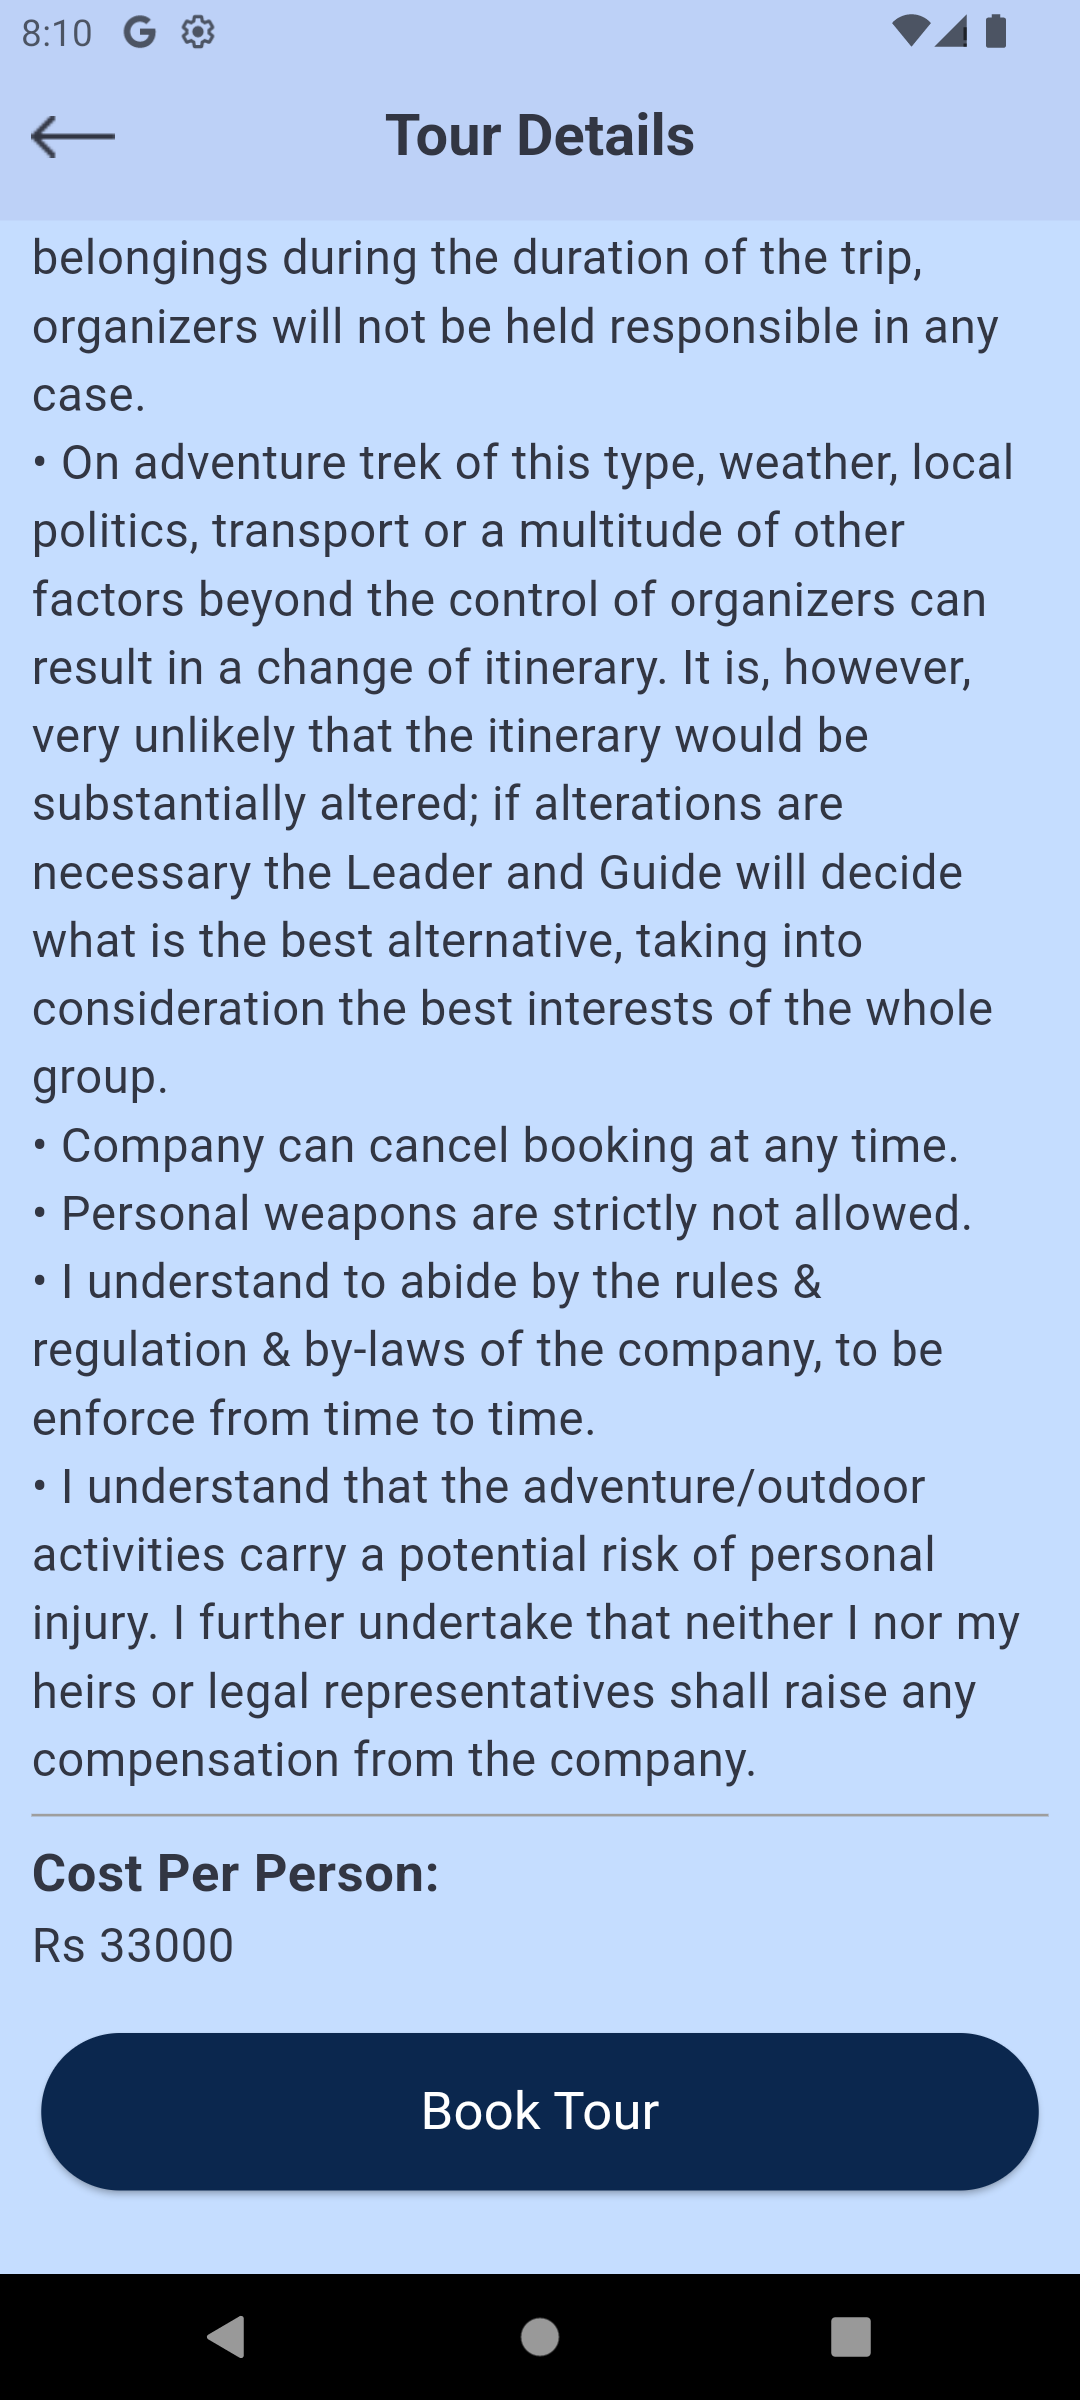 8:10
Tour Details
belongings during the duration of the trip,
organizers will not be held responsible in any
case.
• On adventure trek of this type, weather, local
politics, transport or a multitude of other
factors beyond the control of organizers can
result in a change of itinerary. It is, however,
very unlikely that the itinerary would be
substantially altered; if alterations are
necessary the Leader and Guide will decide
what is the best alternative, taking into
consideration the best interests of the whole
group.
• Company can cancel booking at any time.
• Personal weapons are strictly not allowed.
• I understand to abide by the rules &
regulation & by-laws of the company, to be
enforce from time to time.
• I understand that the adventure/outdoor
activities carry a potential risk of personal
injury. I further undertake that neither I nor my
heirs or legal representatives shall raise any
compensation from the company.
Cost Per Person:
Rs 33000
Book Tour